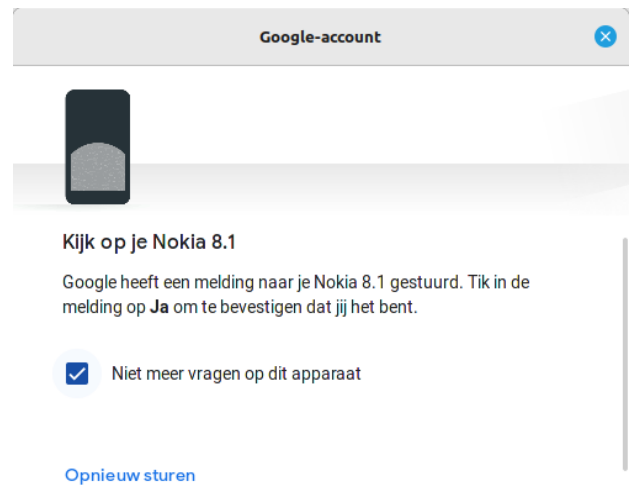 Google-account
Kijk op je Nokia 8.1
Google heeft een melding naar je Nokia 8.1 gestuurd. Tik in de
melding op Ja om te bevestigen dat jij het bent.
Niet meer vragen op dit apparaat
Opnieuw sturen